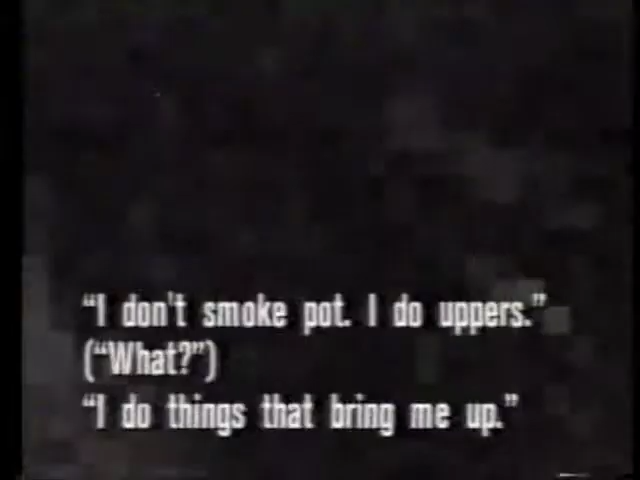 “I don't smoke pot. I do uppers.”
(“What?”)
“I do things that bring me up.”